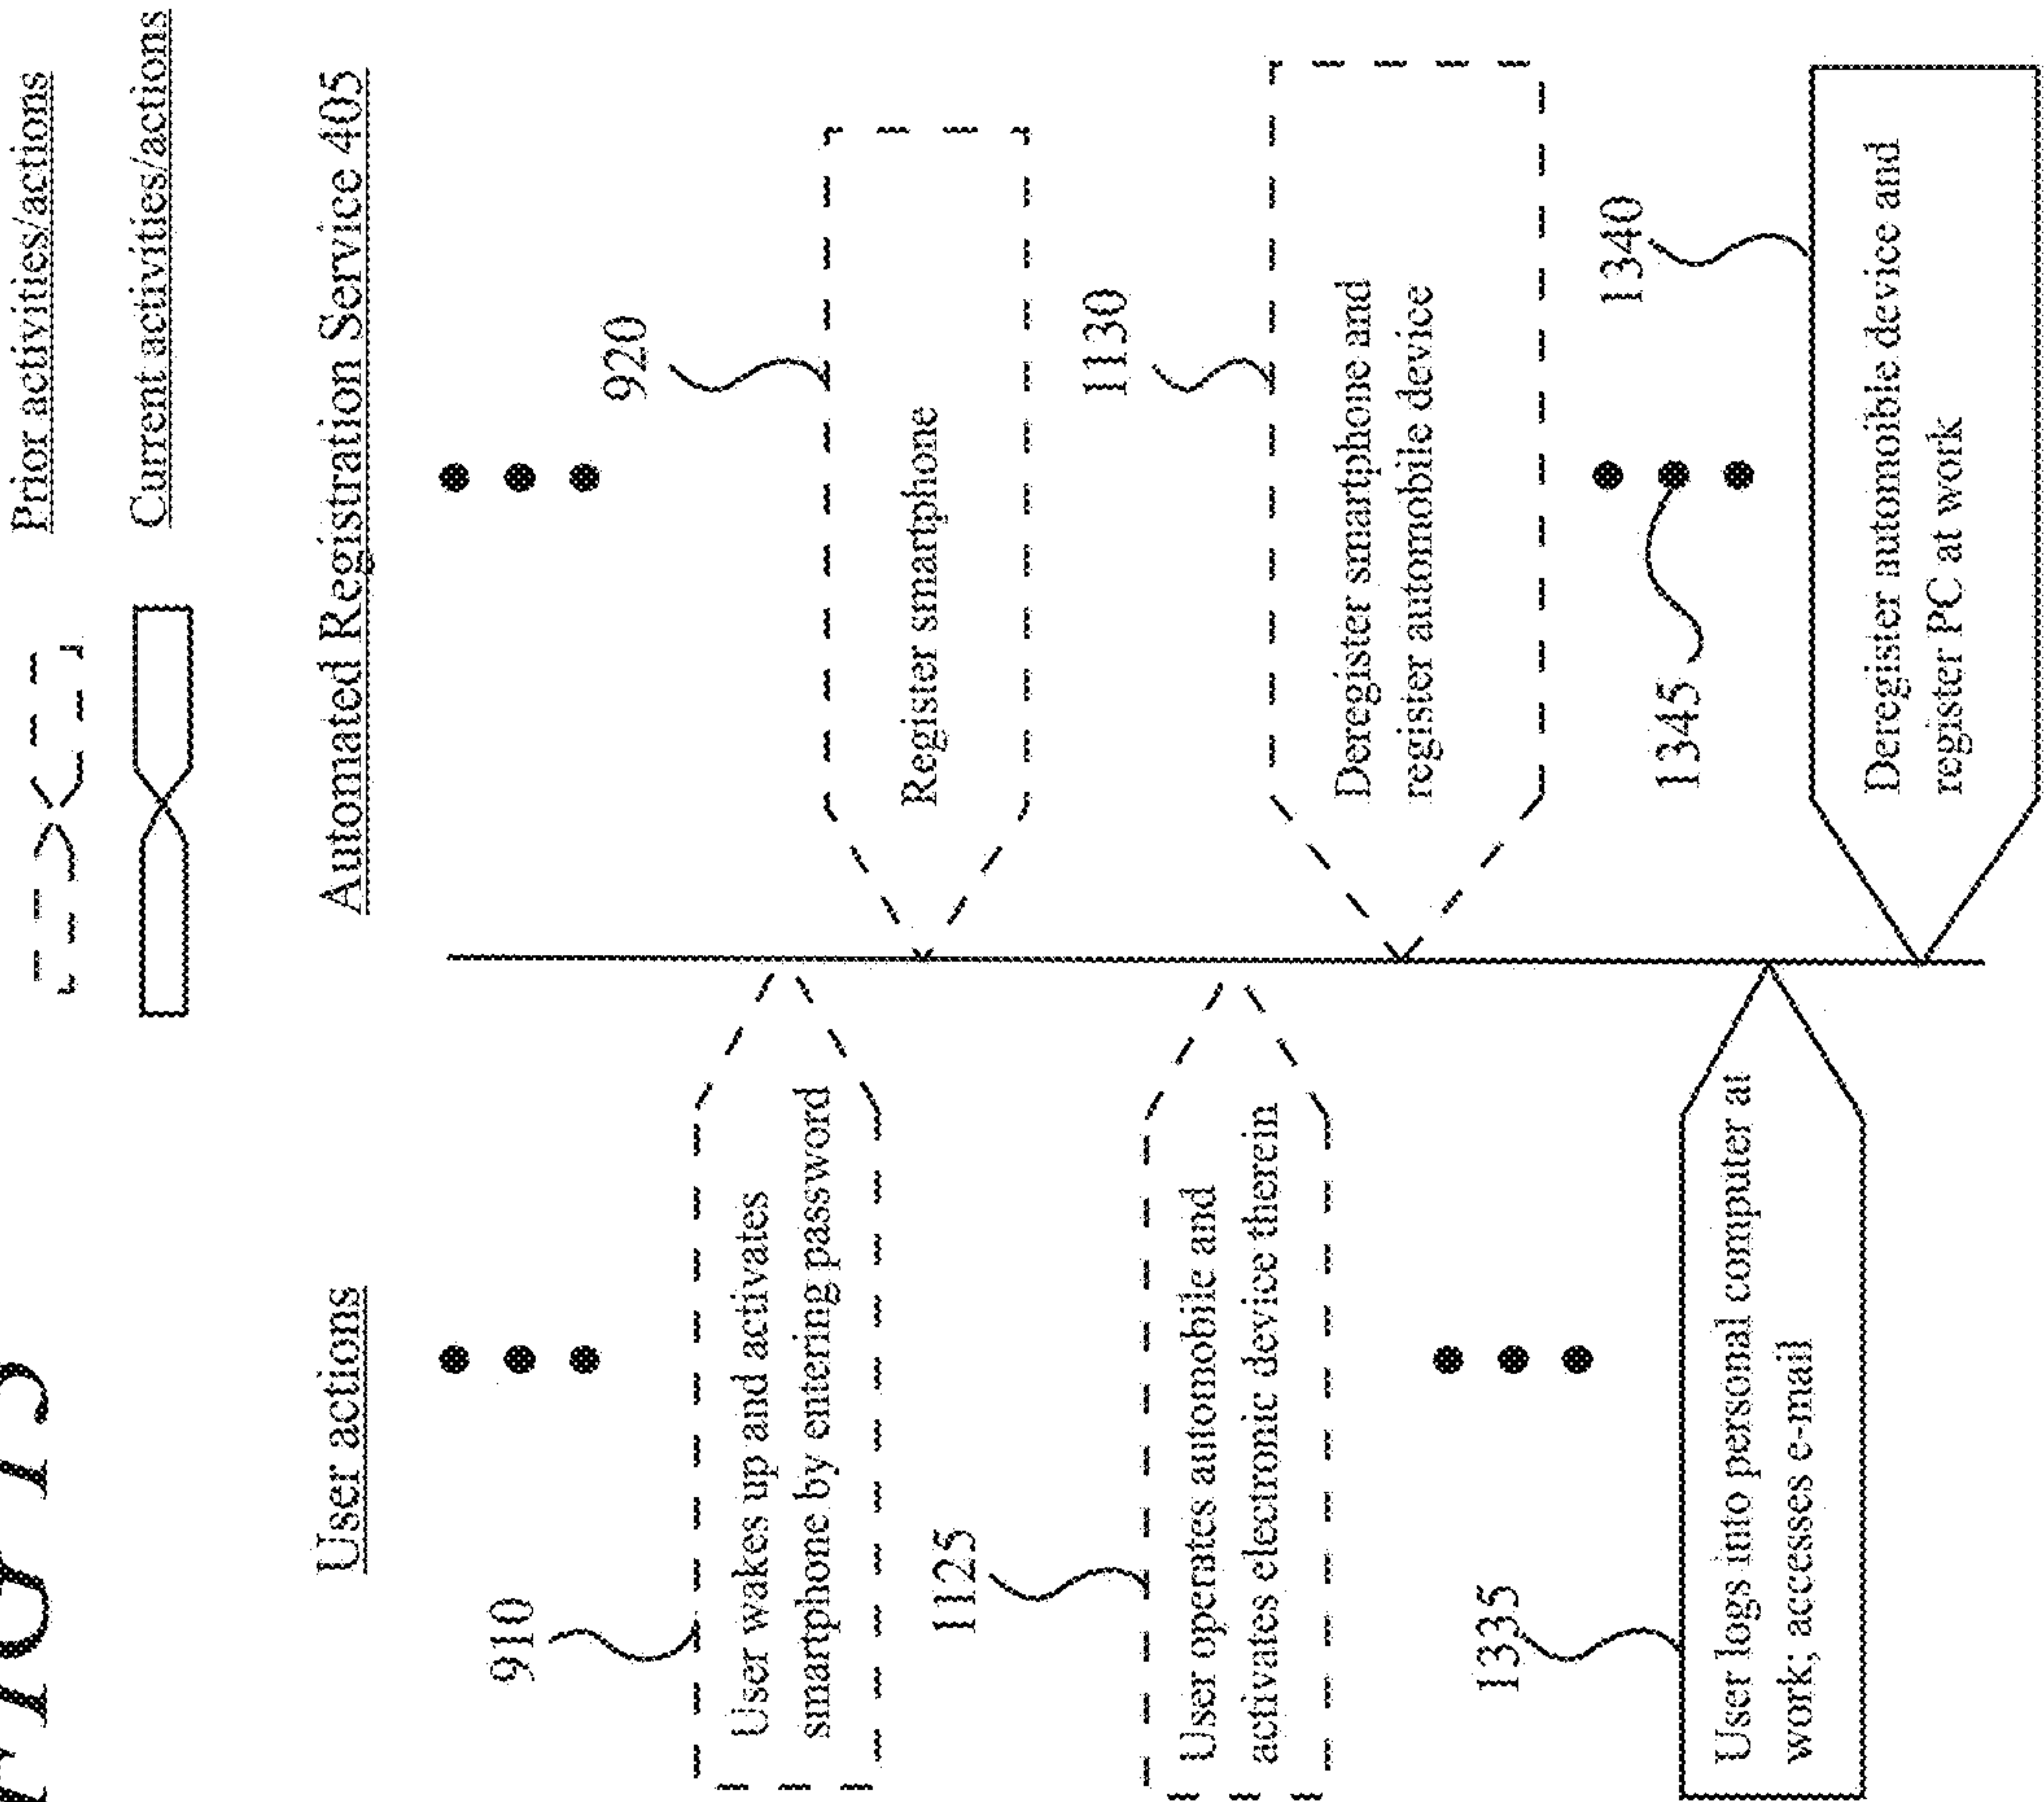 FIG 13
Prior activities/actions
Current activities/actions
User actions
Automated Registration Service 405
910
User wakes up and activates
smartphone by entering password
920
Register smartphone
1125
User operates automobile and
activates electronic device therein
1130
Deregister smartphone and
register automobile device
1345
1335
User logs into personal computer at
work; accesses e-mail
1340
Deregister automoible device and
register PC at work